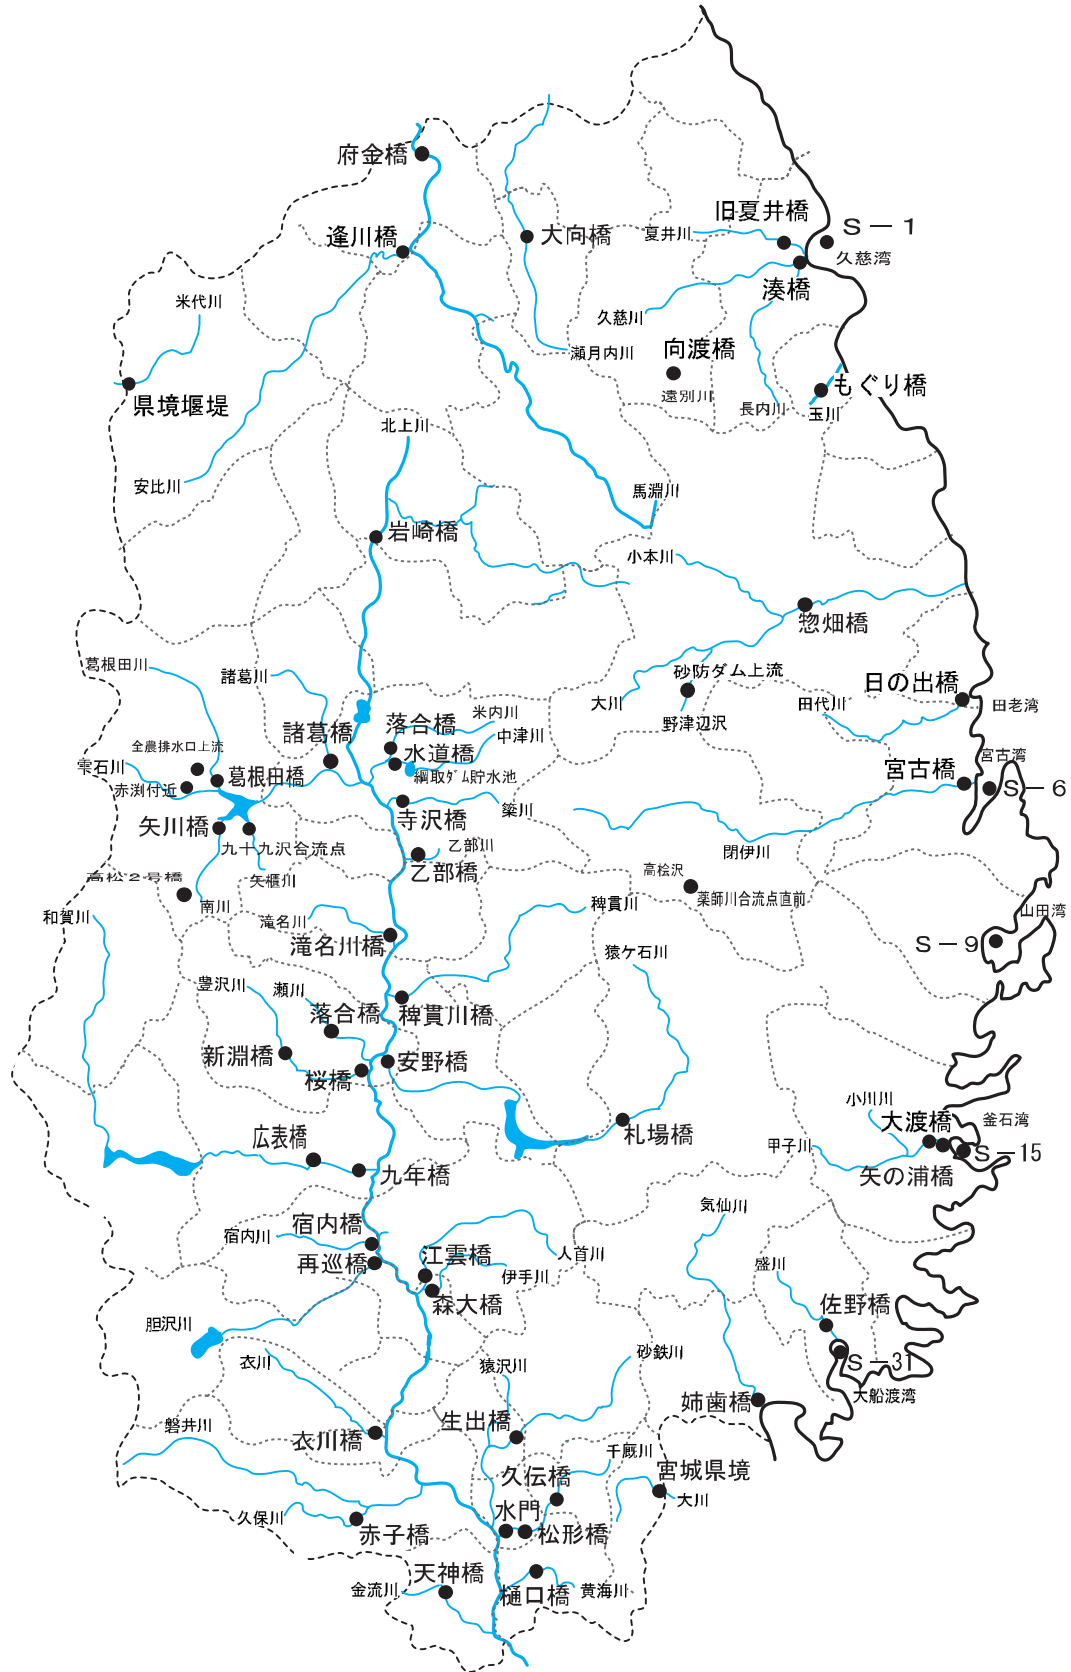 府金橋
旧夏井橋
S－1
逢川橋
大向橋
夏井川
久慈湾
米代川
湊橋
久慈川
瀬月内川
向渡橋
もぐり橋
県境堰堤
遠別川
長内川
玉川
北上川
安比川
馬淵川
岩崎橋
小本川
惣畑橋
葛根田川
諸葛川
砂防ダム上流
日の出橋
大川
野津辺沢
田代川
田老湾
米内川
落合橋
諸葛橋
中津川
全農排水口上流
水道橋
宮古湾
雫石川
葛根田橋
綱取ダム貯水池
宮古橋
S－6
赤渕付近
簗川
寺沢橋
矢川橋
九十九沢合流点
乙部川
閉伊川
乙部橋
高松2号橋
矢櫃川
高桧沢
薬師川合流点直前
南川
稗貫川
和賀川
滝名川
山田湾
滝名川橋
猿ケ石川
S－9
豊沢川
瀬川
落合橋
稗貫川橋
新淵橋
安野橋
桜橋
小川川
大渡橋
釜石湾
広表橋
札場橋
甲子川
S－15
九年橋
矢の浦橋
気仙川
宿内橋
宿内川
江雲橋
人首川
再巡橋
盛川
伊手川
森大橋
佐野橋
胆沢川
砂鉄川
衣川
猿沢川
S－31
大船渡湾
姉歯橋
生出橋
磐井川
衣川橋
千厩川
久伝橋
宮城県境
大川
久保川
水門
赤子橋
松形橋
天神橋
金流川
樋口橋
黄海川